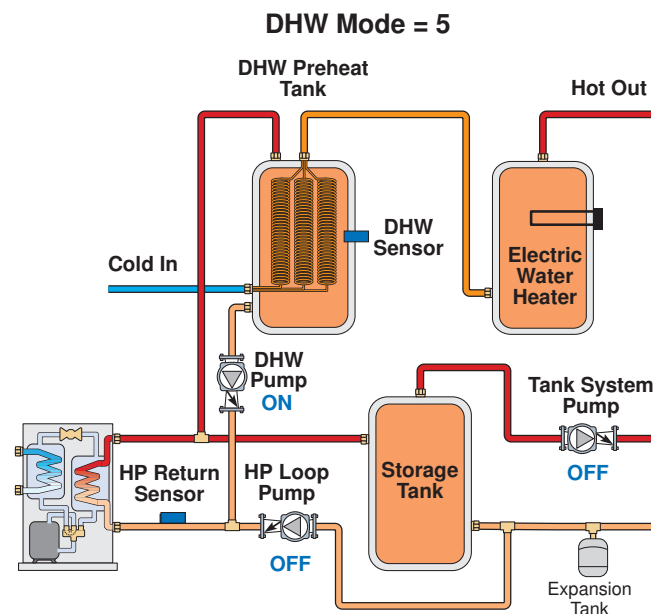 DHW Mode = 5
DHW Preheat
Tank
Hot Out
DHW
Sensor
Cold In
Electric
Water
Heater
DHW
Pump
ON
Tank System
Pump
OFF
HP Return
Sensor
HP Loop
Pump
OFF
Storage
Tank
Expansion
Tank